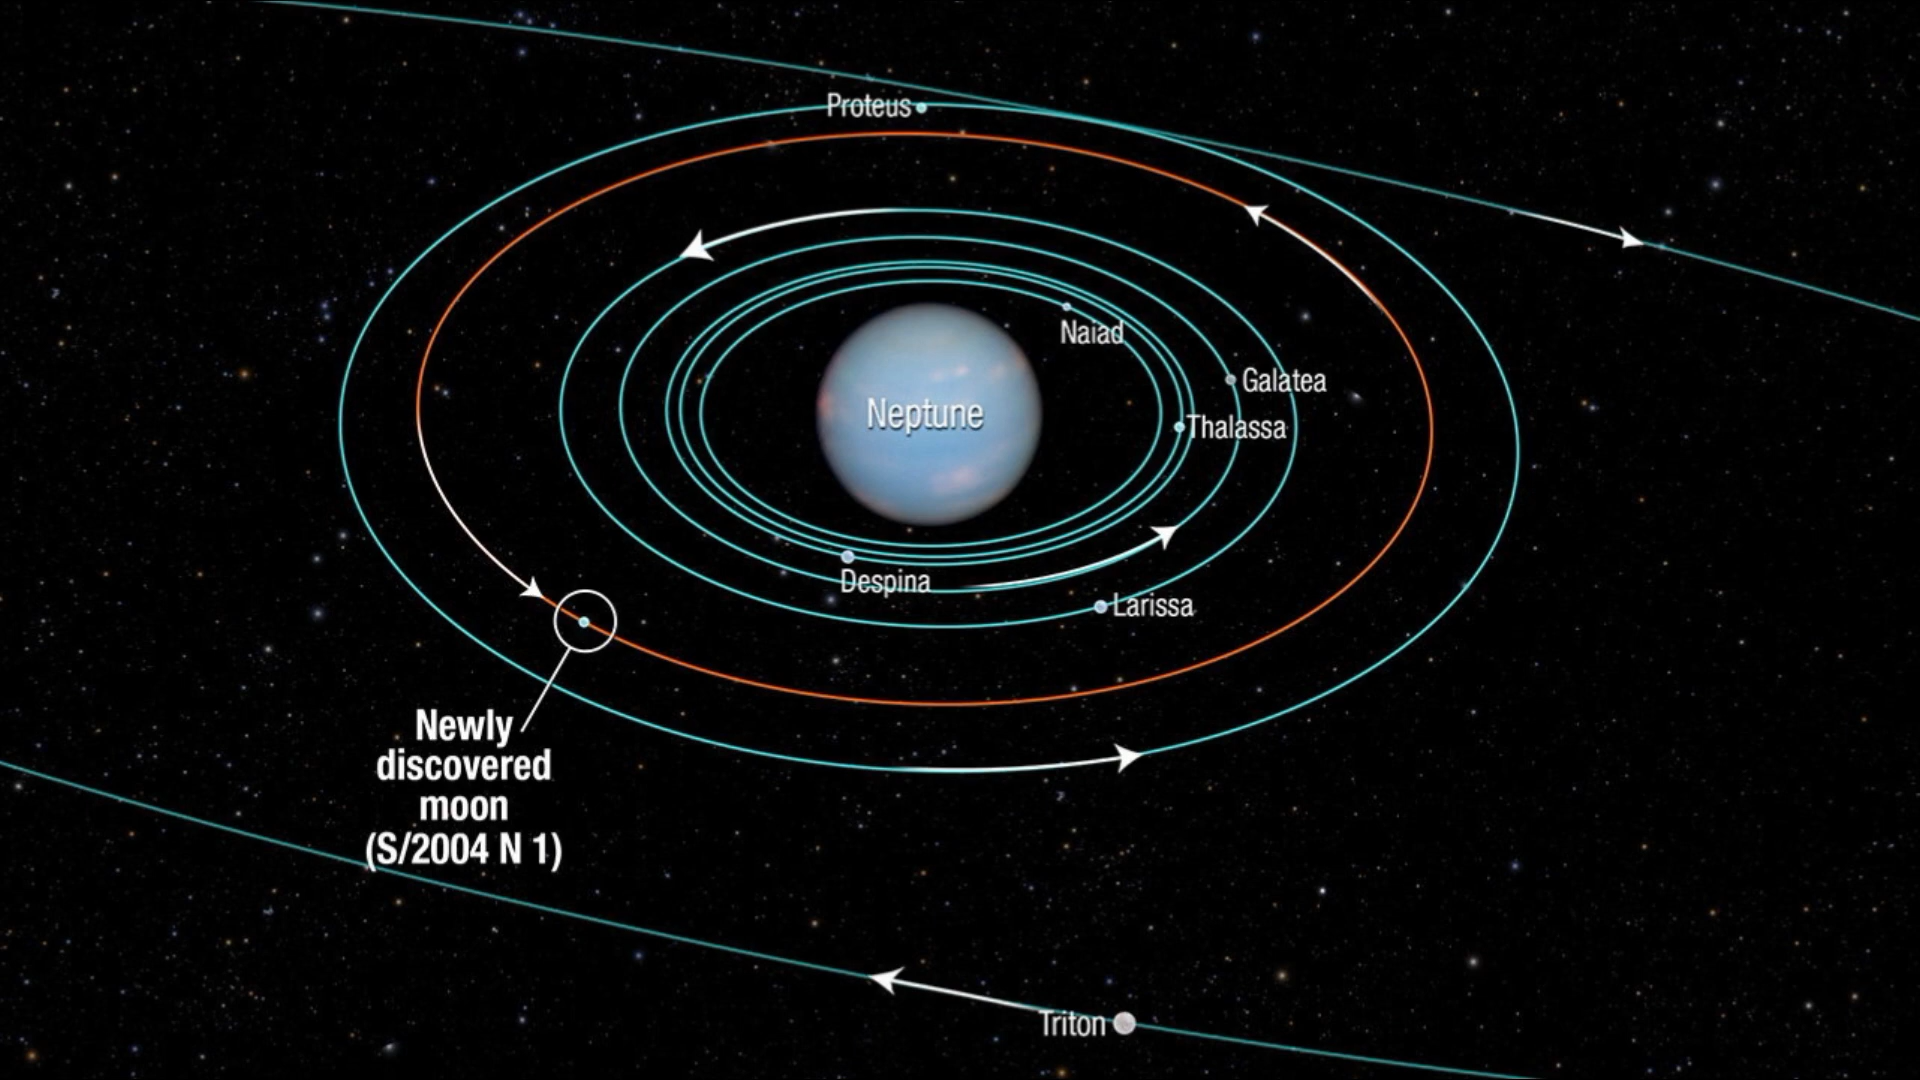 Proteus
Naiad
Galatea
Neptune
Thalassa
Despina
Larissa
Newly
discovered
moon
(S/2004 N 1)
Triton